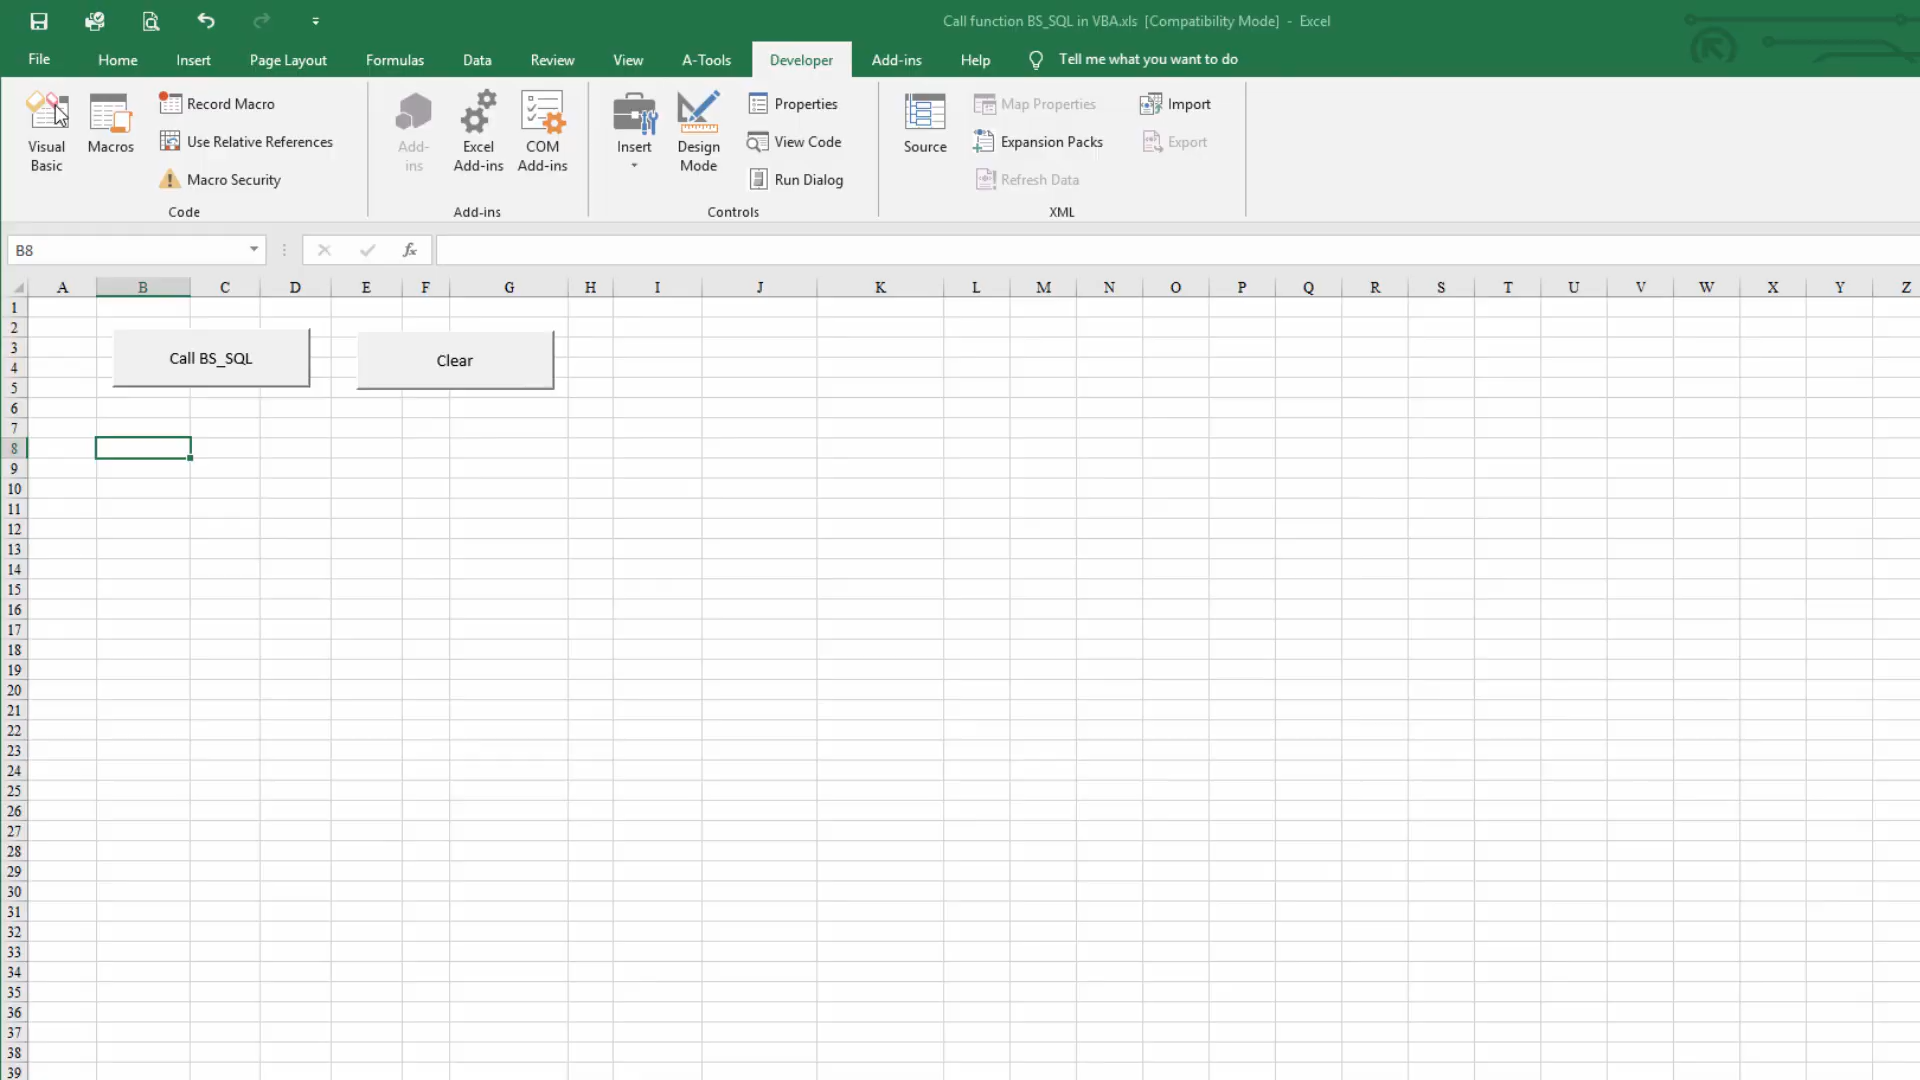 Call function BS_SQL in VBA.xls [Compatibility Mode] - Excel
File Home Insert Page Layout Formulas Data Review View A-Tools Developer Add-ins Help Tell me what you want to do
Visual Basic
Macros
Record Macro
Use Relative References
Macro Security
Code
Add-ins
Excel Add-ins
COM Add-ins
Add-ins
Insert
Design Mode
Properties
View Code
Run Dialog
Controls
Source
Map Properties
Expansion Packs
Refresh Data
Import
Export
XML
B8
fx
A B C D E F G H I J K L M N O P Q R S T U V W X Y Z
1
2
3
Call BS_SQL Clear
4
5
6
7
8
9
10
11
12
13
14
15
16
17
18
19
20
21
22
23
24
25
26
27
28
29
30
31
32
33
34
35
36
37
38
39